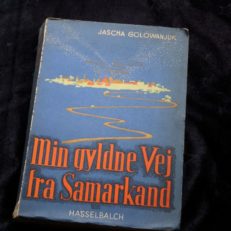 JASCHA GOLOWANJUK
Min gyldne Vej
fra Samarkand
HASSELBALCH